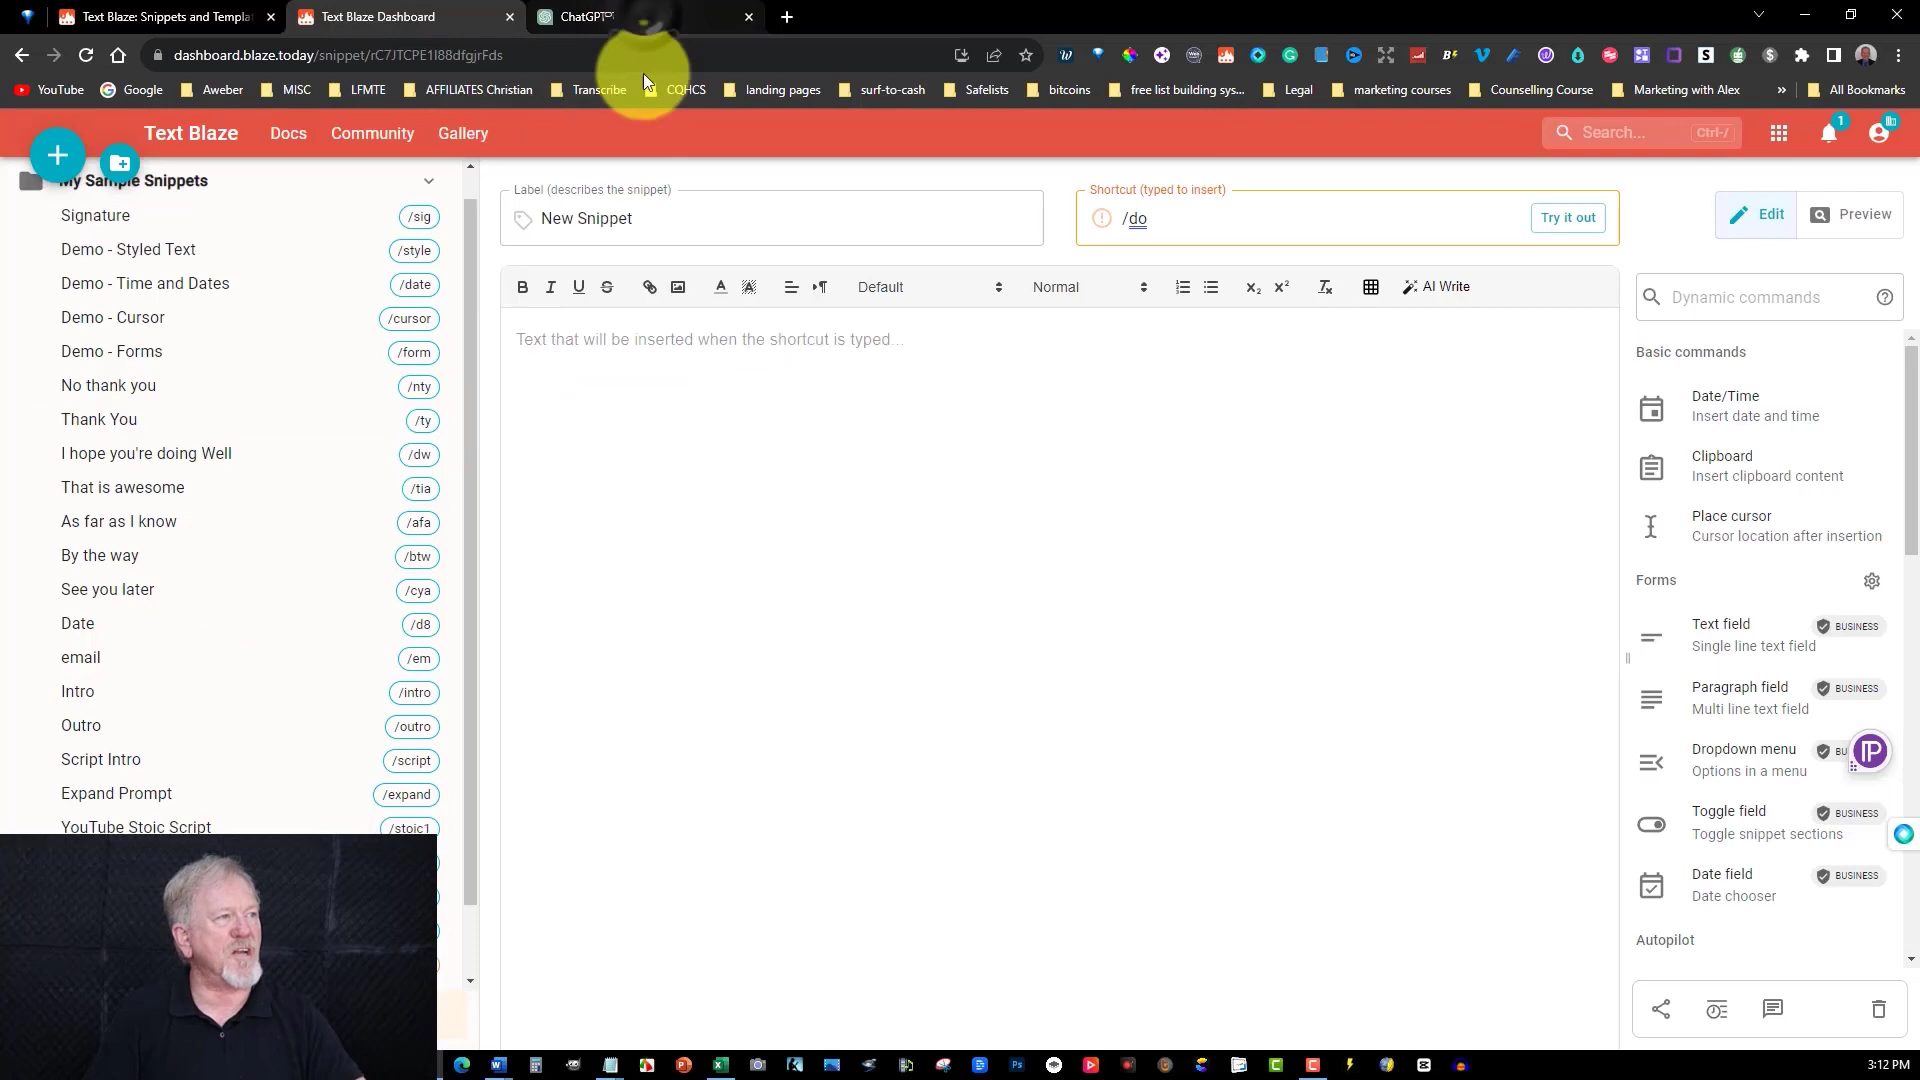 Text Blaze: Snippets and Templat
Text Blaze Dashboard
ChatGPT
dashboard.blaze.today/snippet/rC7JTCPE1I88dfgjrFds
YouTube
Google
Aweber
MISC
LFMTE
AFFILIATES Christian
Transcribe
CQHCS
landing pages
surf-to-cash
Safelists
bitcoins
free list building sys...
Legal
marketing courses
Counselling Course
Marketing with Alex
»
All Bookmarks
Text Blaze
Docs
Community
Gallery
Search...
Ctrl-/
1
My Sample Snippets
Signature /sig
Demo - Styled Text /style
Demo - Time and Dates /date
Demo - Cursor /cursor
Demo - Forms /form
No thank you /nty
Thank You /ty
I hope you're doing Well /dw
That is awesome /tia
As far as I know /afa
By the way /btw
See you later /cya
Date /d8
email /em
Intro /intro
Outro /outro
Script Intro /script
Expand Prompt /expand
YouTube Stoic Script /stoic1
Label (describes the snippet)
New Snippet
Shortcut (typed to insert)
/do
Try it out
Edit
Preview
Default
Normal
AI Write
Text that will be inserted when the shortcut is typed...
Dynamic commands
Basic commands
Date/Time
Insert date and time
Clipboard
Insert clipboard content
Place cursor
Cursor location after insertion
Forms
Text field BUSINESS
Single line text field
Paragraph field BUSINESS
Multi line text field
Dropdown menu BU
Options in a menu
Toggle field BUSINESS
Toggle snippet sections
Date field BUSINESS
Date chooser
Autopilot
3:12 PM